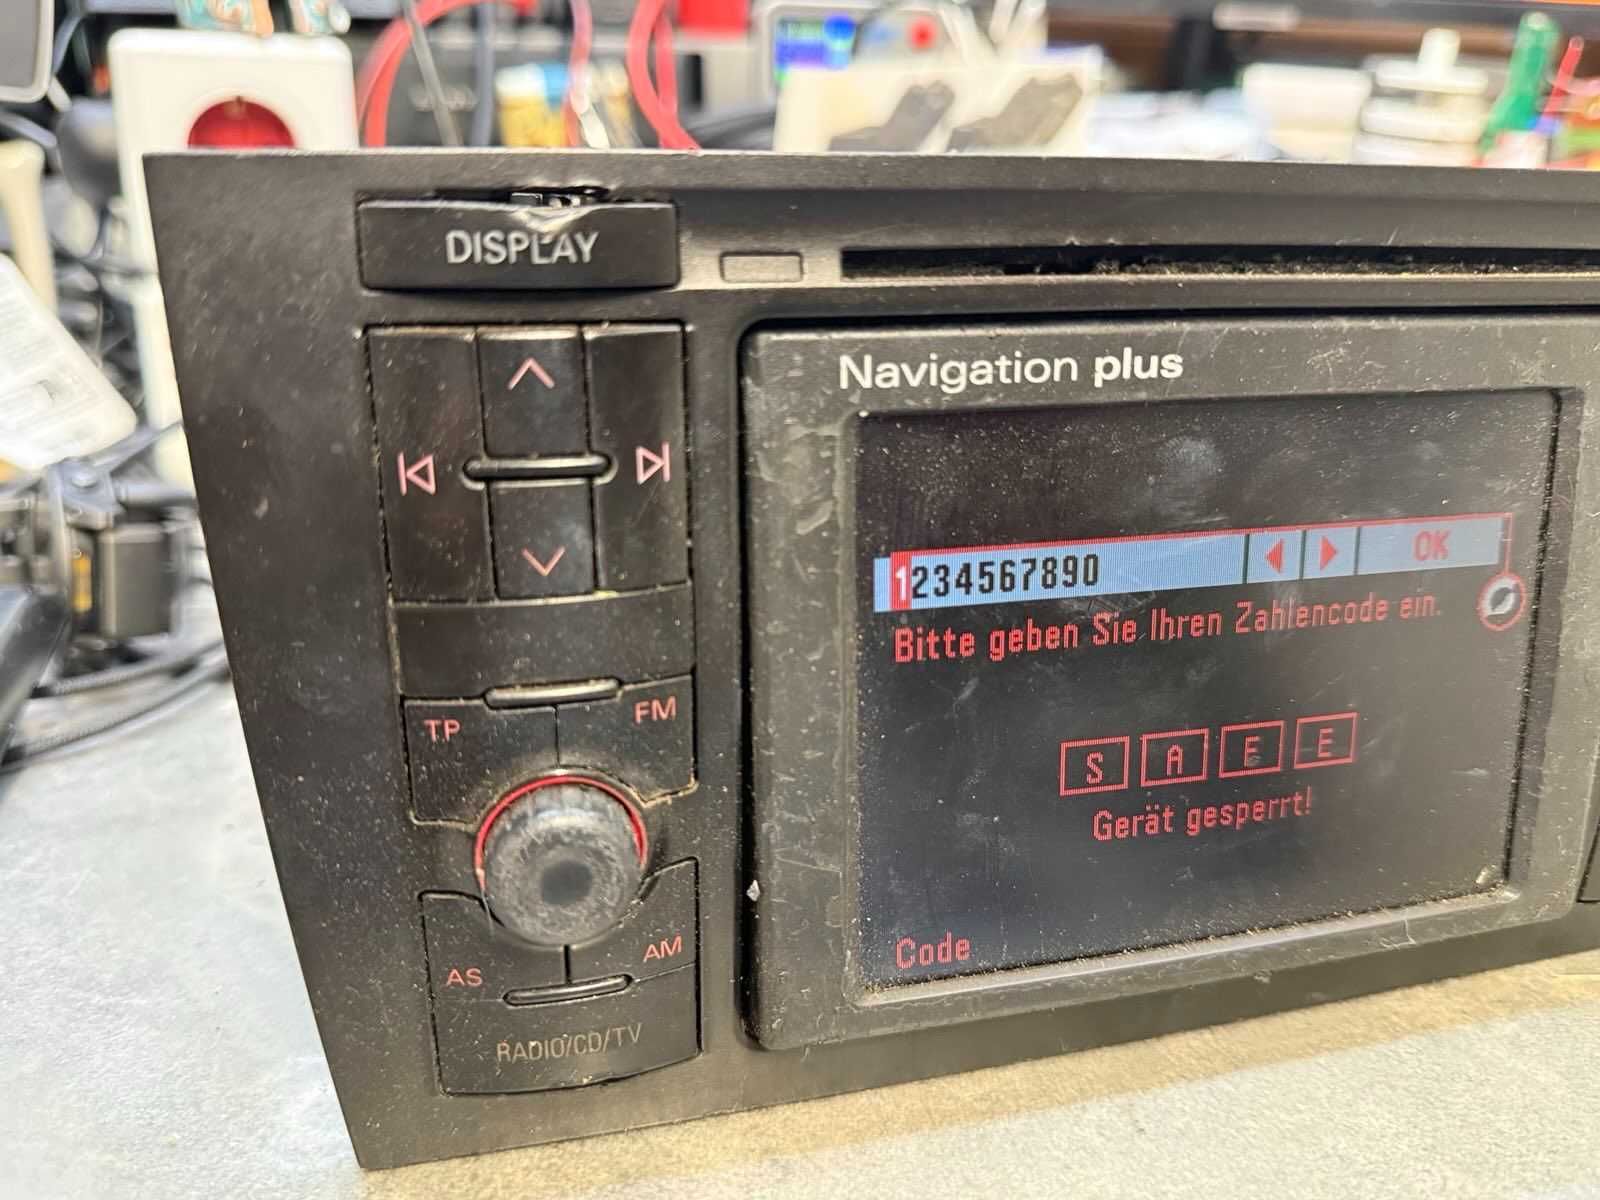 DISPLAY
Navigation plus
1234567890 OK
Bitte geben Sie Ihren Zahlencode ein.
S A F E
Gerät gesperrt!
Code
TP FM
AS AM
RADIO/CD/TV